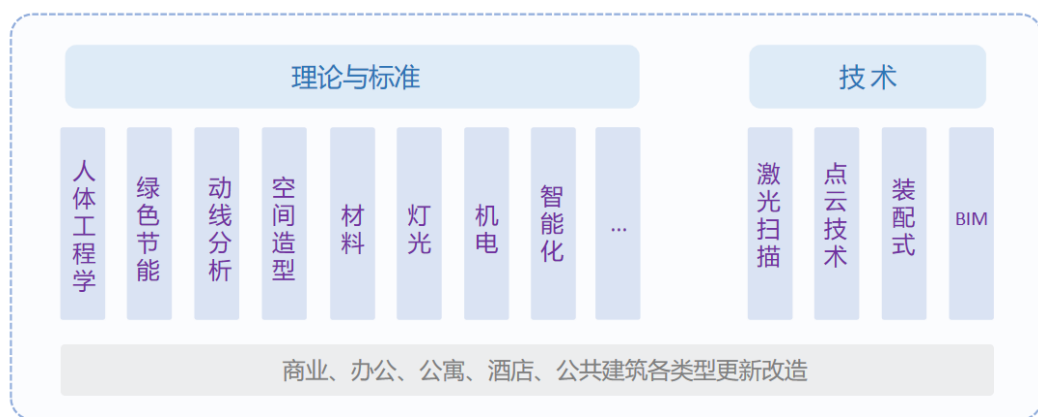 理论与标准
技术
人体工程学
绿色节能
动线分析
空间造型
材料
灯光
机电
智能化
...
激光扫描
点云技术
装配式
BIM
商业、办公、公寓、酒店、公共建筑各类型更新改造